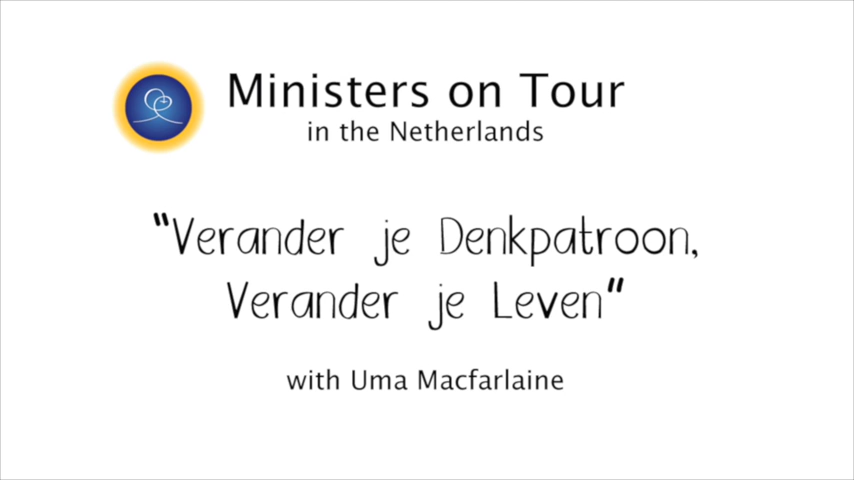 Ministers on Tour
in the Netherlands
"Verander je Denkpatroon,
Verander je Leven"
with Uma Macfarlaine